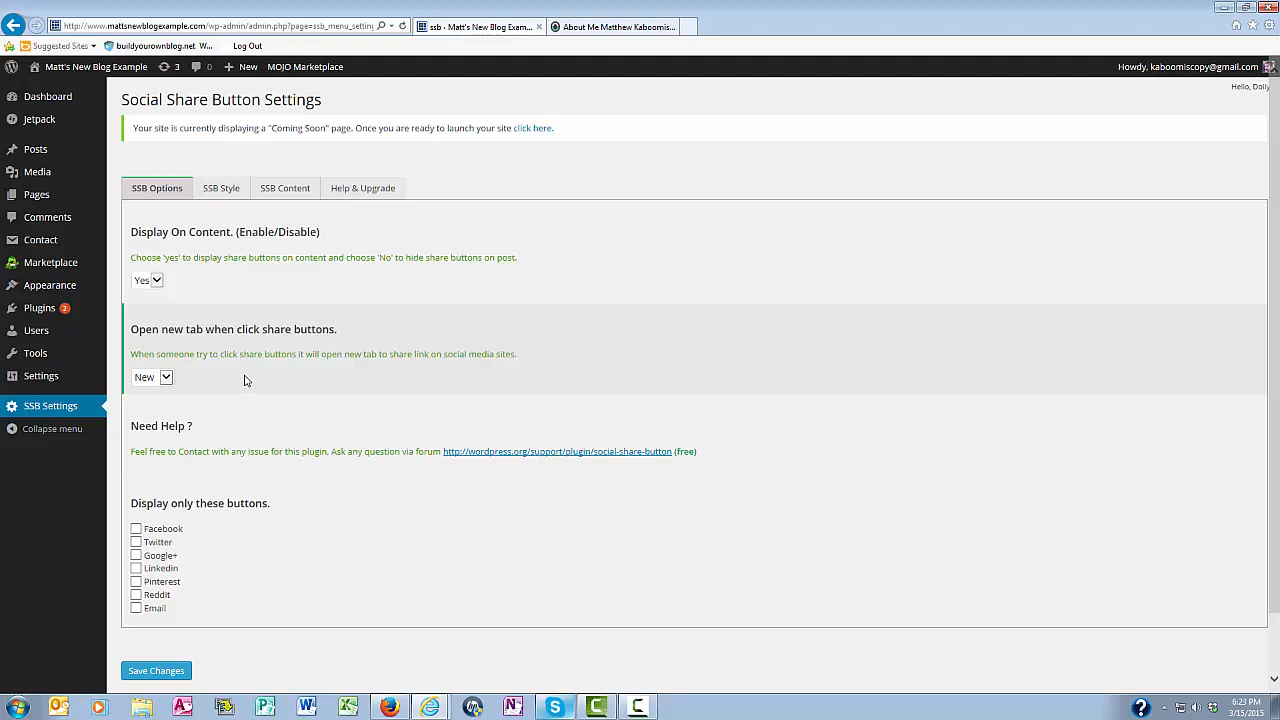 http://www.mattsnewblogexample.com/wp-admin/admin.php?page=ssb_menu_settin
ssb ‹ Matt's New Blog Exam...
About Me Matthew Kaboomis...
Suggested Sites
buildyourownblog.net W...
Log Out
Matt's New Blog Example
3
0
New
MOJO Marketplace
Howdy, kaboomiscopy@gmail.com
Hello, Dolly
Dashboard
Jetpack
Posts
Media
Pages
Comments
Contact
Marketplace
Appearance
Plugins 2
Users
Tools
Settings
SSB Settings
Collapse menu
Social Share Button Settings
Your site is currently displaying a "Coming Soon" page. Once you are ready to launch your site click here.
SSB Options
SSB Style
SSB Content
Help & Upgrade
Display On Content. (Enable/Disable)
Choose 'yes' to display share buttons on content and choose 'No' to hide share buttons on post.
Yes
Open new tab when click share buttons.
When someone try to click share buttons it will open new tab to share link on social media sites.
New
Need Help ?
Feel free to Contact with any issue for this plugin. Ask any question via forum http://wordpress.org/support/plugin/social-share-button (free)
Display only these buttons.
Facebook
Twitter
Google+
Linkedin
Pinterest
Reddit
Email
Save Changes
6:23 PM
3/15/2015